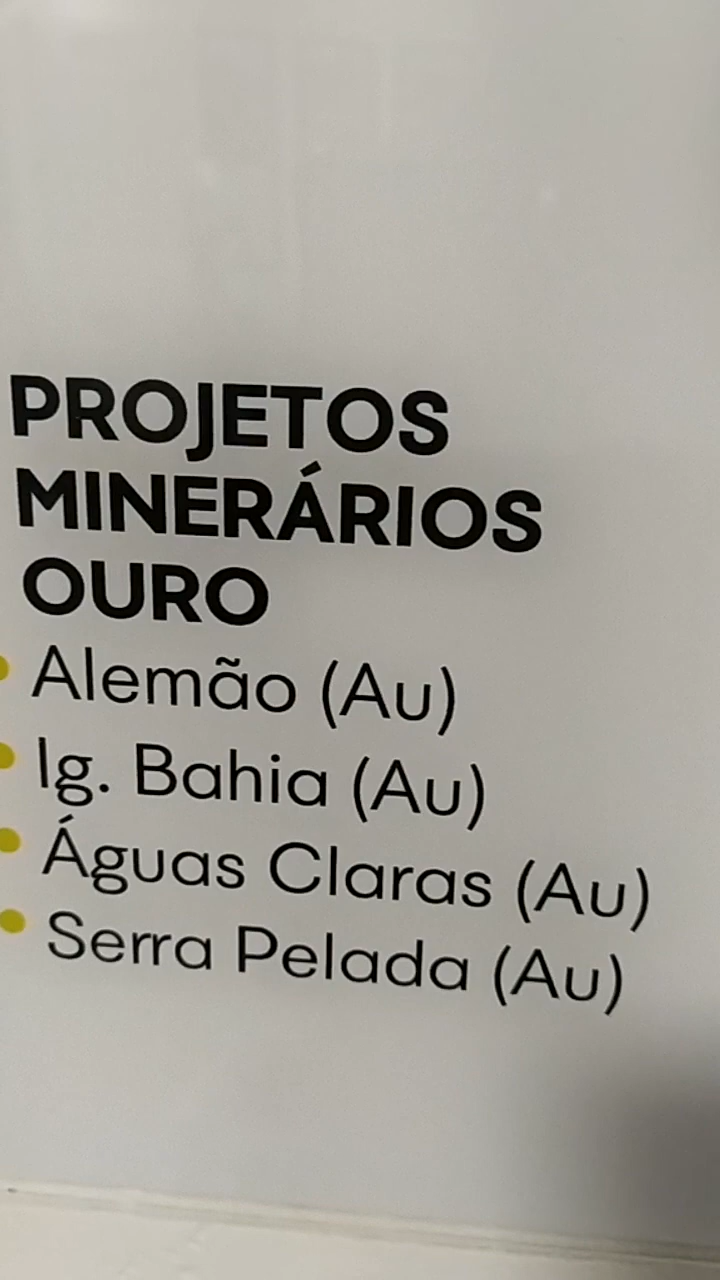 PROJETOS
MINERÁRIOS
OURO
Alemão (Au)
Ig. Bahia (Au)
Águas Claras (Au)
Serra Pelada (Au)